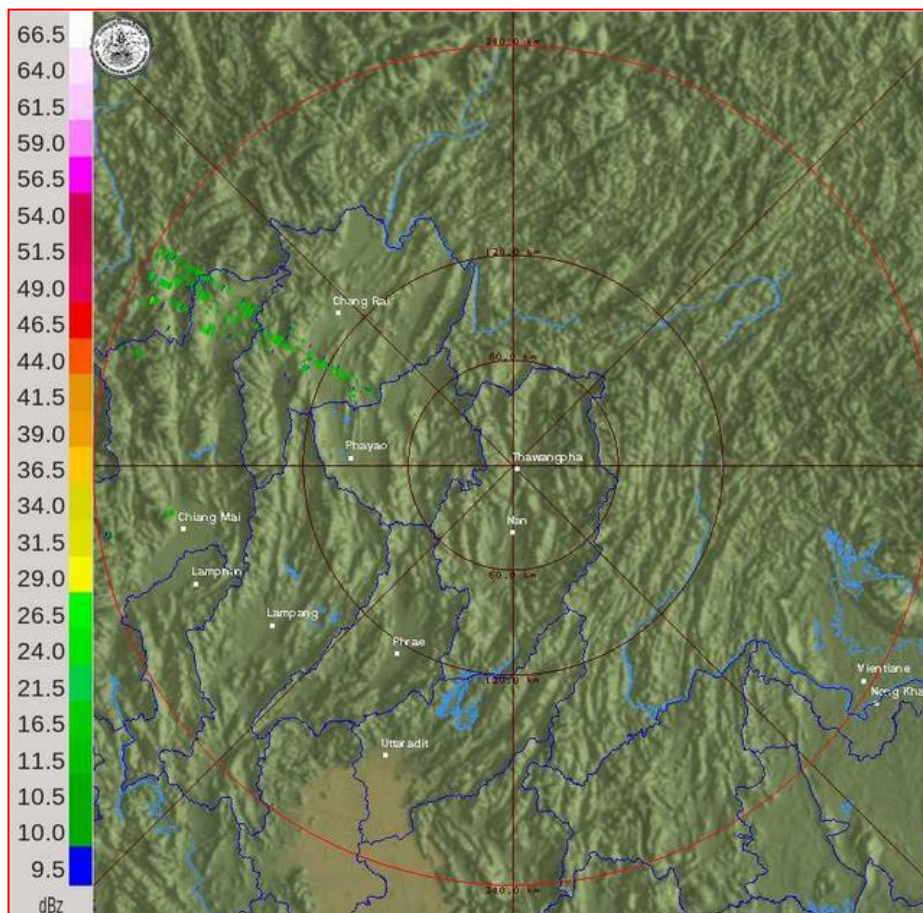 66.5
64.0
61.5
59.0
56.5
54.0
51.5
49.0
46.5
44.0
41.5
39.0
36.5
34.0
31.5
29.0
26.5
24.0
21.5
16.5
11.5
10.5
10.0
9.5
dBz
240.0 km
120.0 km
Chang Rai
60.0 km
Phayao
Thawangpha
Chiang Mai
Nan
60.0 km
Lamphun
Lampang
Phrae
120.0 km
Vientiane
Nong Kha
Uttaradit
240.0 km